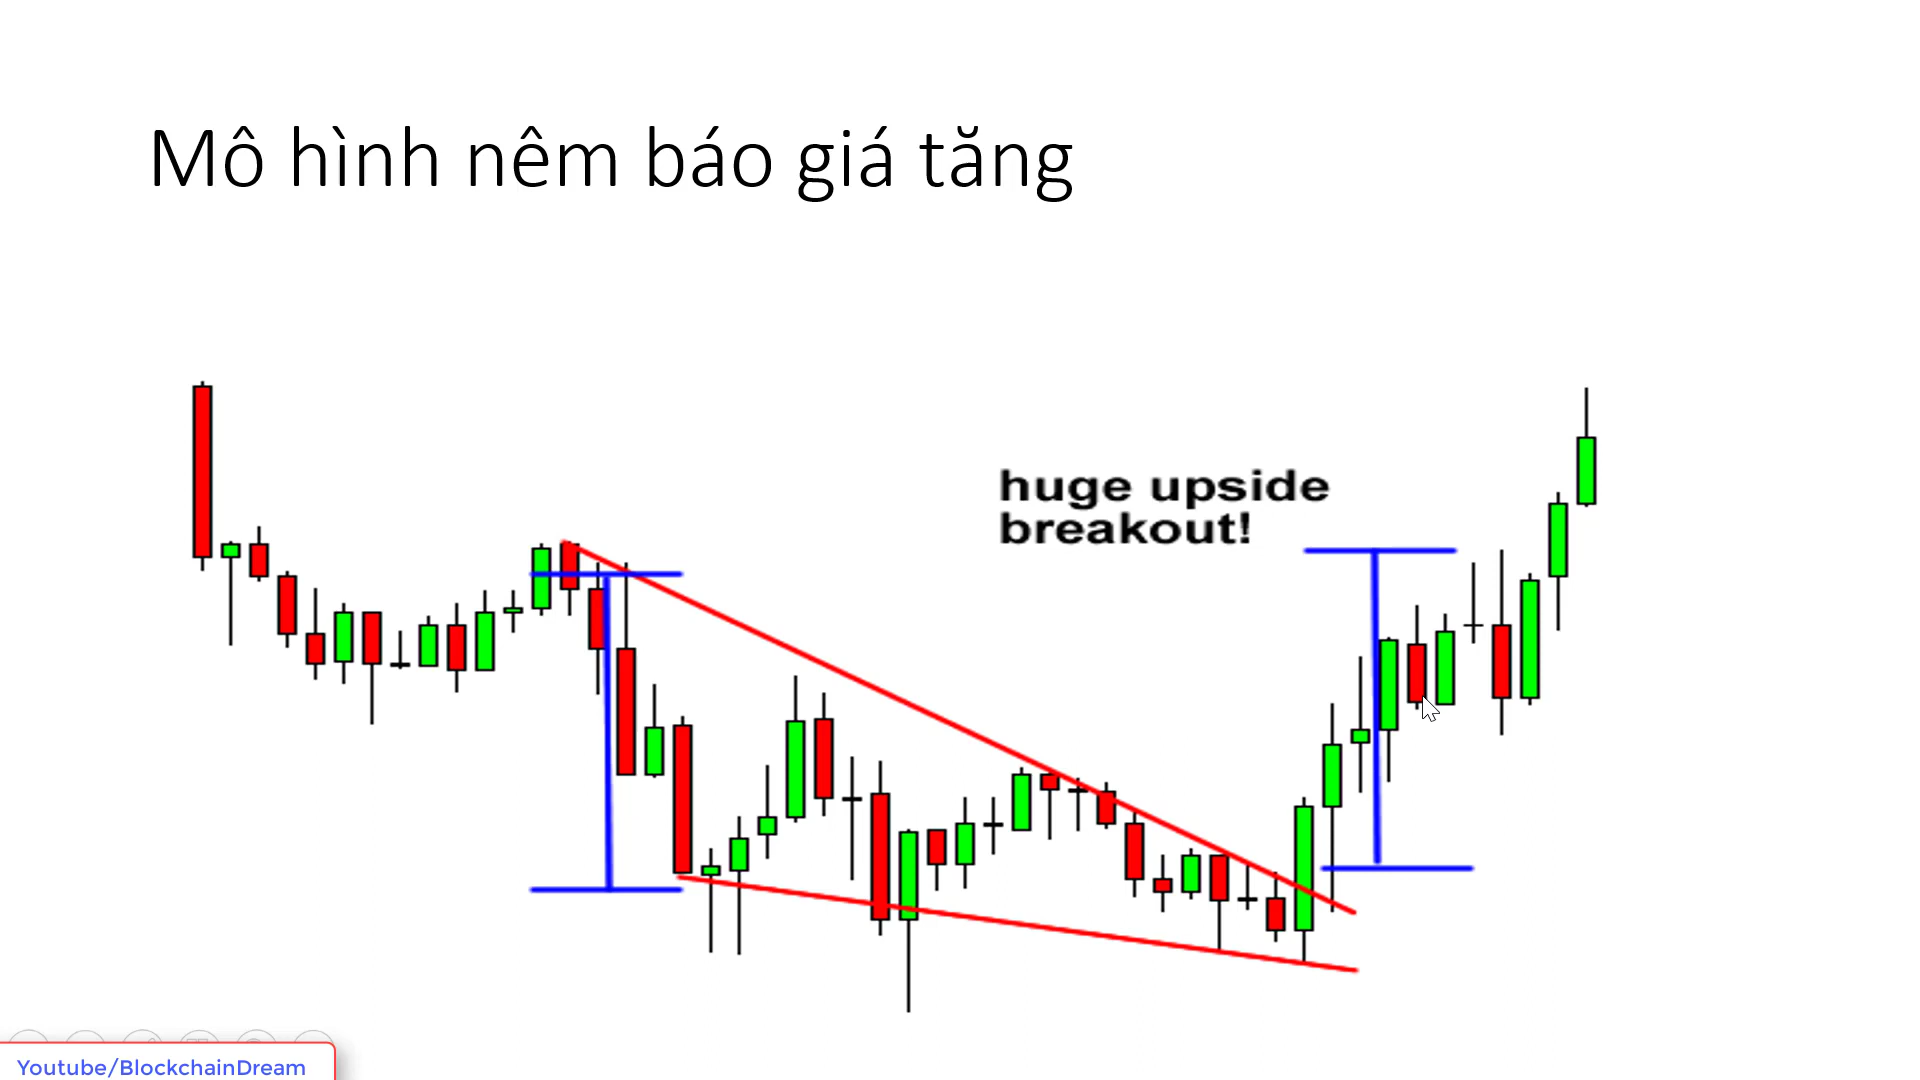 Mô hình nêm báo giá tăng
huge upside
breakout!
Youtube/BlockchainDream